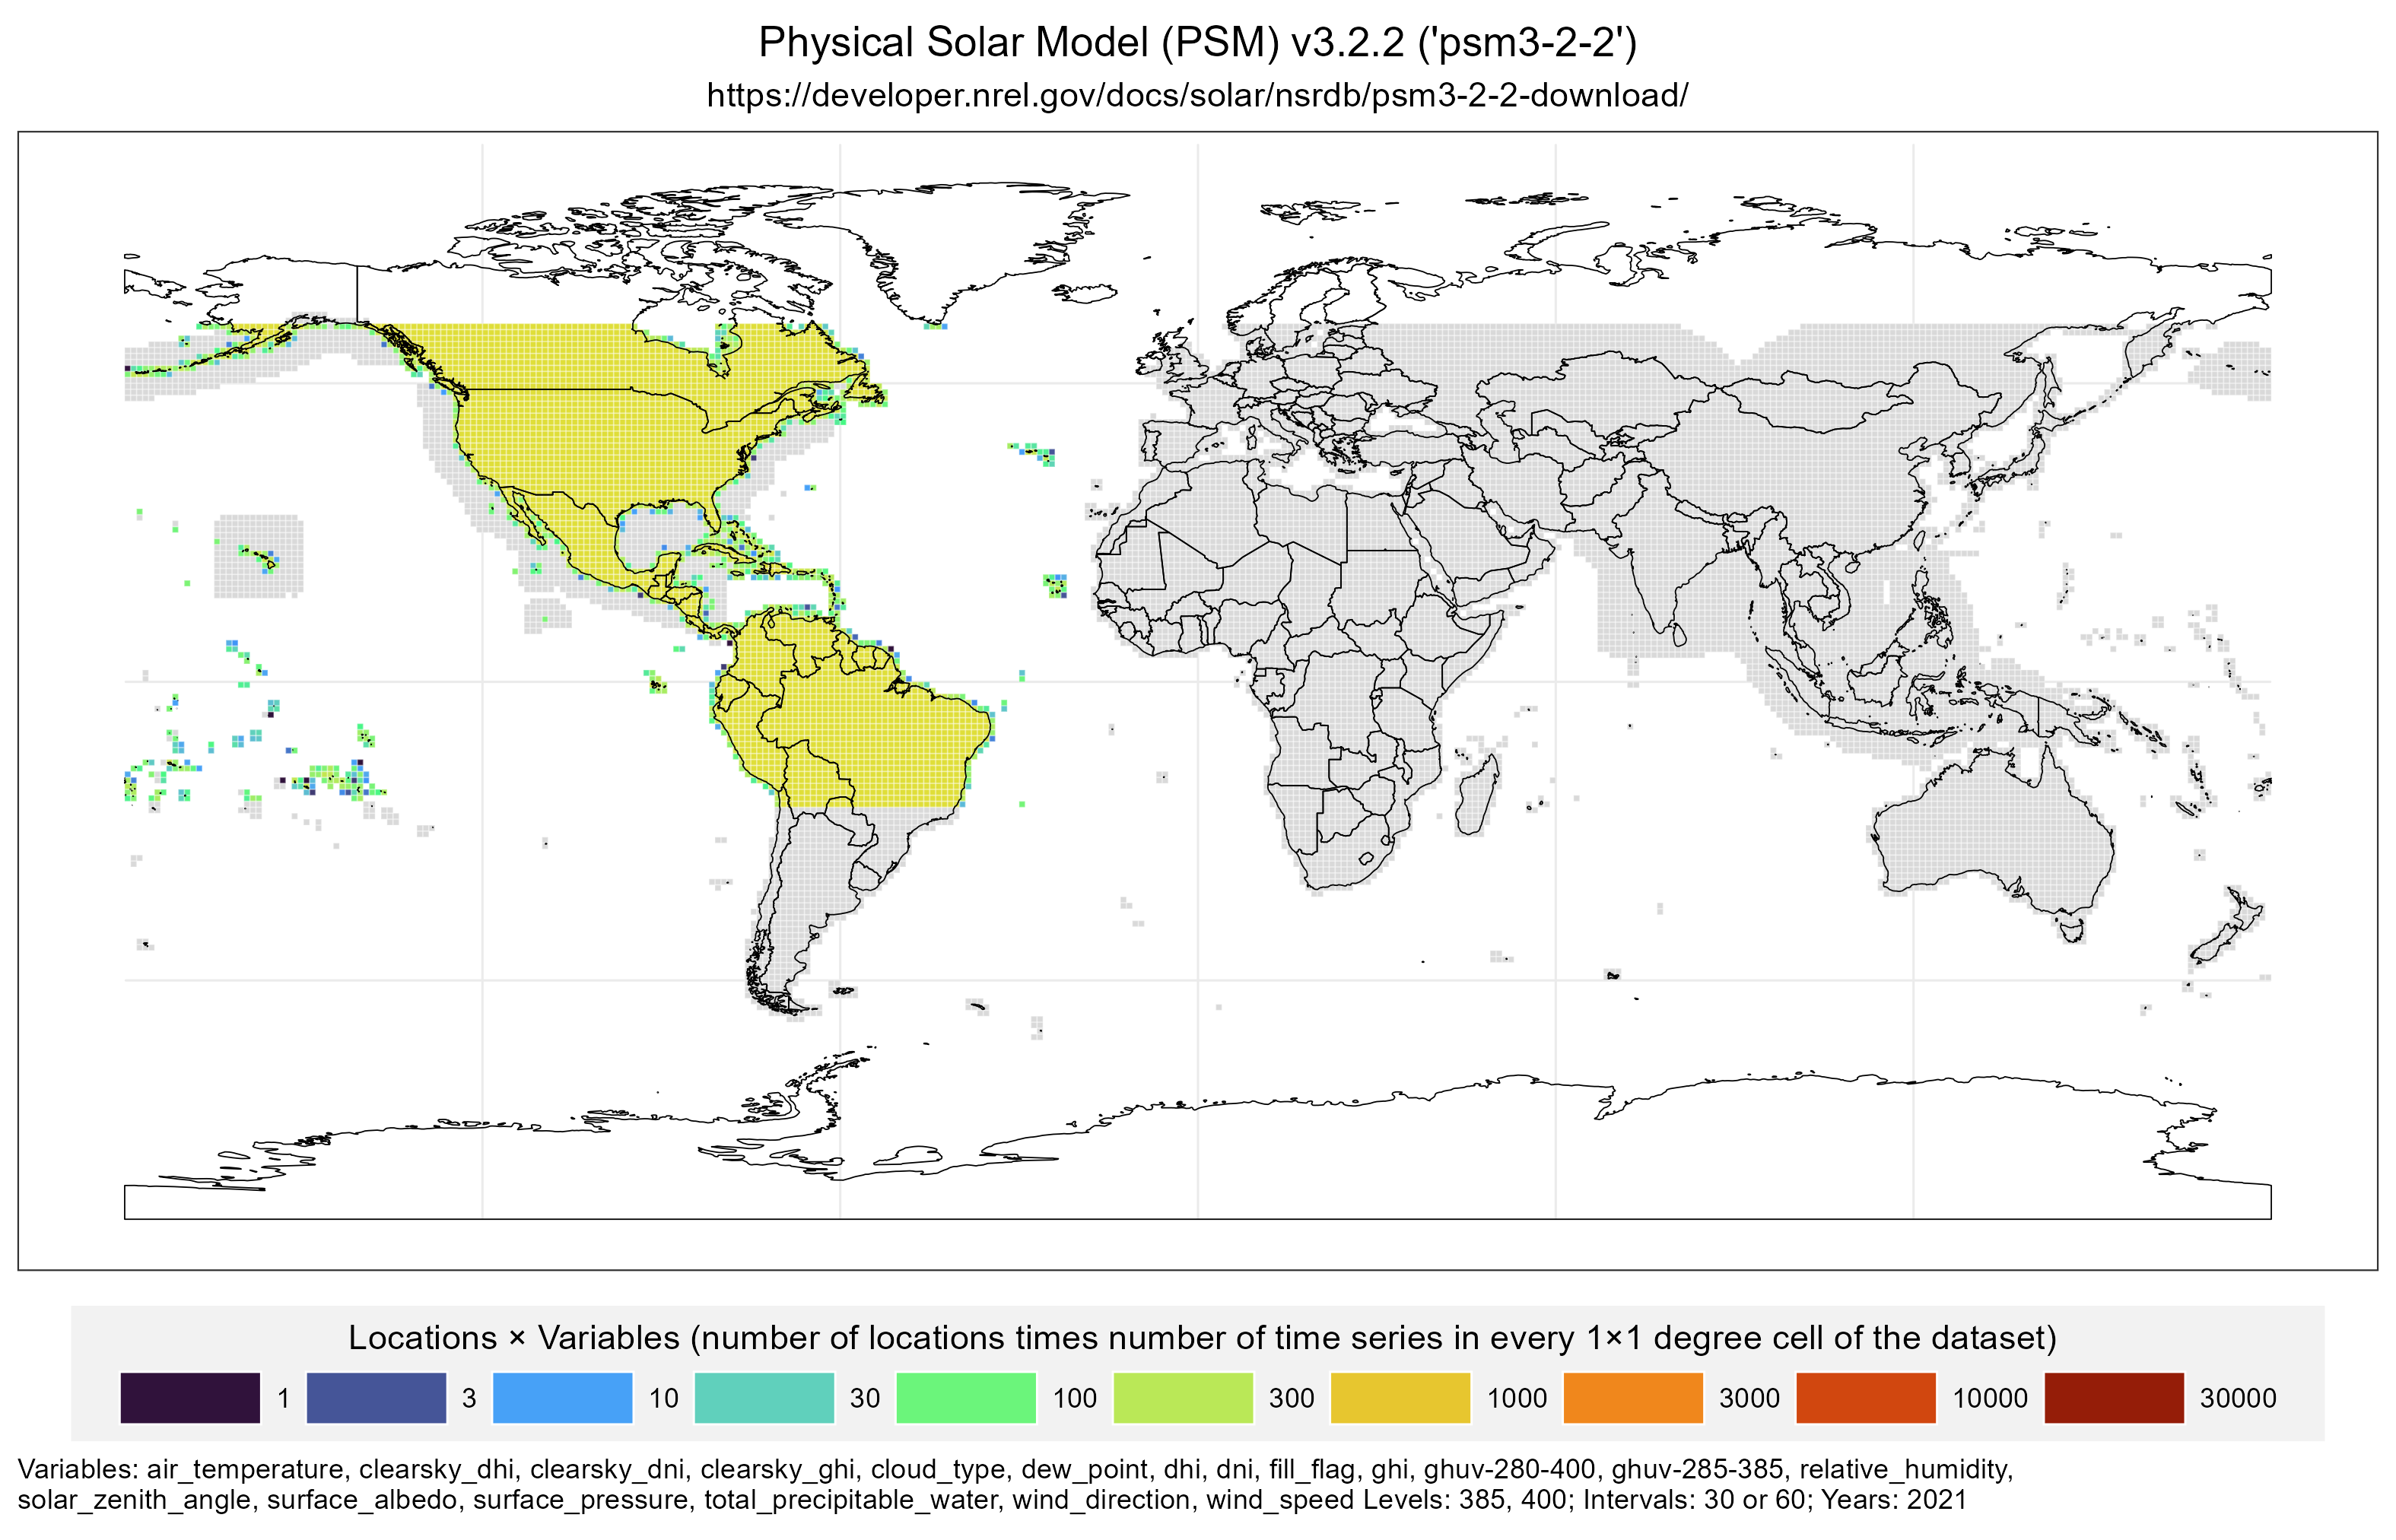 Physical Solar Model (PSM) v3.2.2 ('psm3-2-2')
https://developer.nrel.gov/docs/solar/nsrdb/psm3-2-2-download/
Locations × Variables (number of locations times number of time series in every 1×1 degree cell of the dataset)
1 3 10 30 100 300 1000 3000 10000 30000
Variables: air_temperature, clearsky_dhi, clearsky_dni, clearsky_ghi, cloud_type, dew_point, dhi, dni, fill_flag, ghi, ghuv-280-400, ghuv-285-385, relative_humidity,
solar_zenith_angle, surface_albedo, surface_pressure, total_precipitable_water, wind_direction, wind_speed Levels: 385, 400; Intervals: 30 or 60; Years: 2021